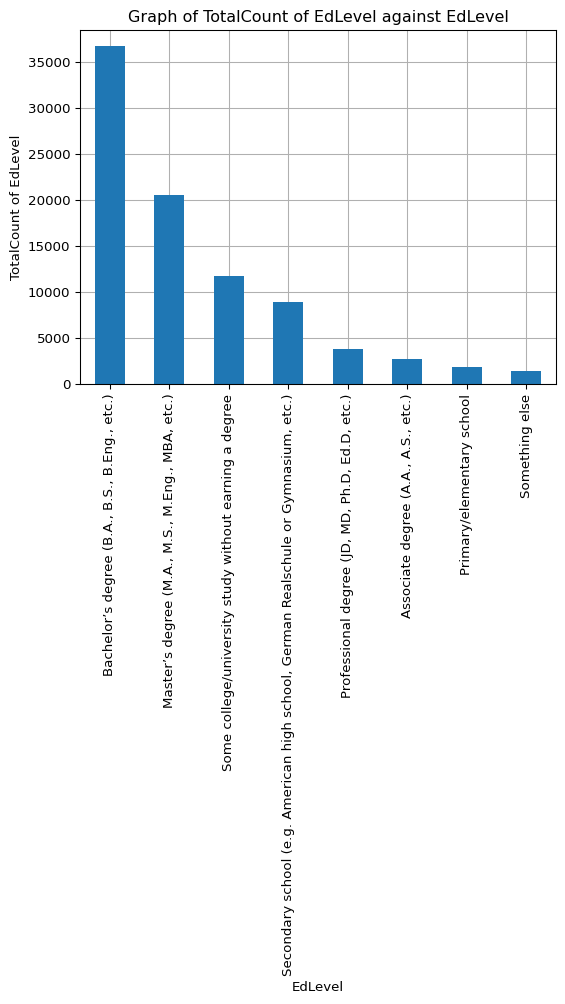 Graph of TotalCount of EdLevel against EdLevel
TotalCount of EdLevel
35000
30000
25000
20000
15000
10000
5000
0
Bachelor’s degree (B.A., B.S., B.Eng., etc.)
Master’s degree (M.A., M.S., M.Eng., MBA, etc.)
Some college/university study without earning a degree
Secondary school (e.g. American high school, German Realschule or Gymnasium, etc.)
Professional degree (JD, MD, Ph.D, Ed.D, etc.)
Associate degree (A.A., A.S., etc.)
Primary/elementary school
Something else
EdLevel